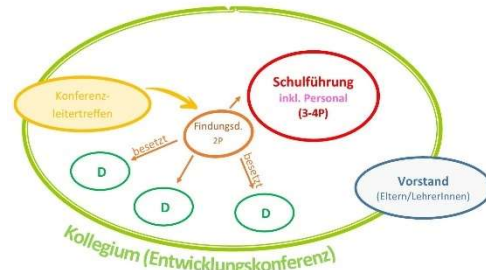 Schulführung
inkl. Personal
(3-4P)
Konferenz-
leitertreffen
Findungsd.
2P
besetzt
besetzt
D
D
D
Vorstand
(Eltern/LehrerInnen)
Kollegium (Entwicklungskonferenz)